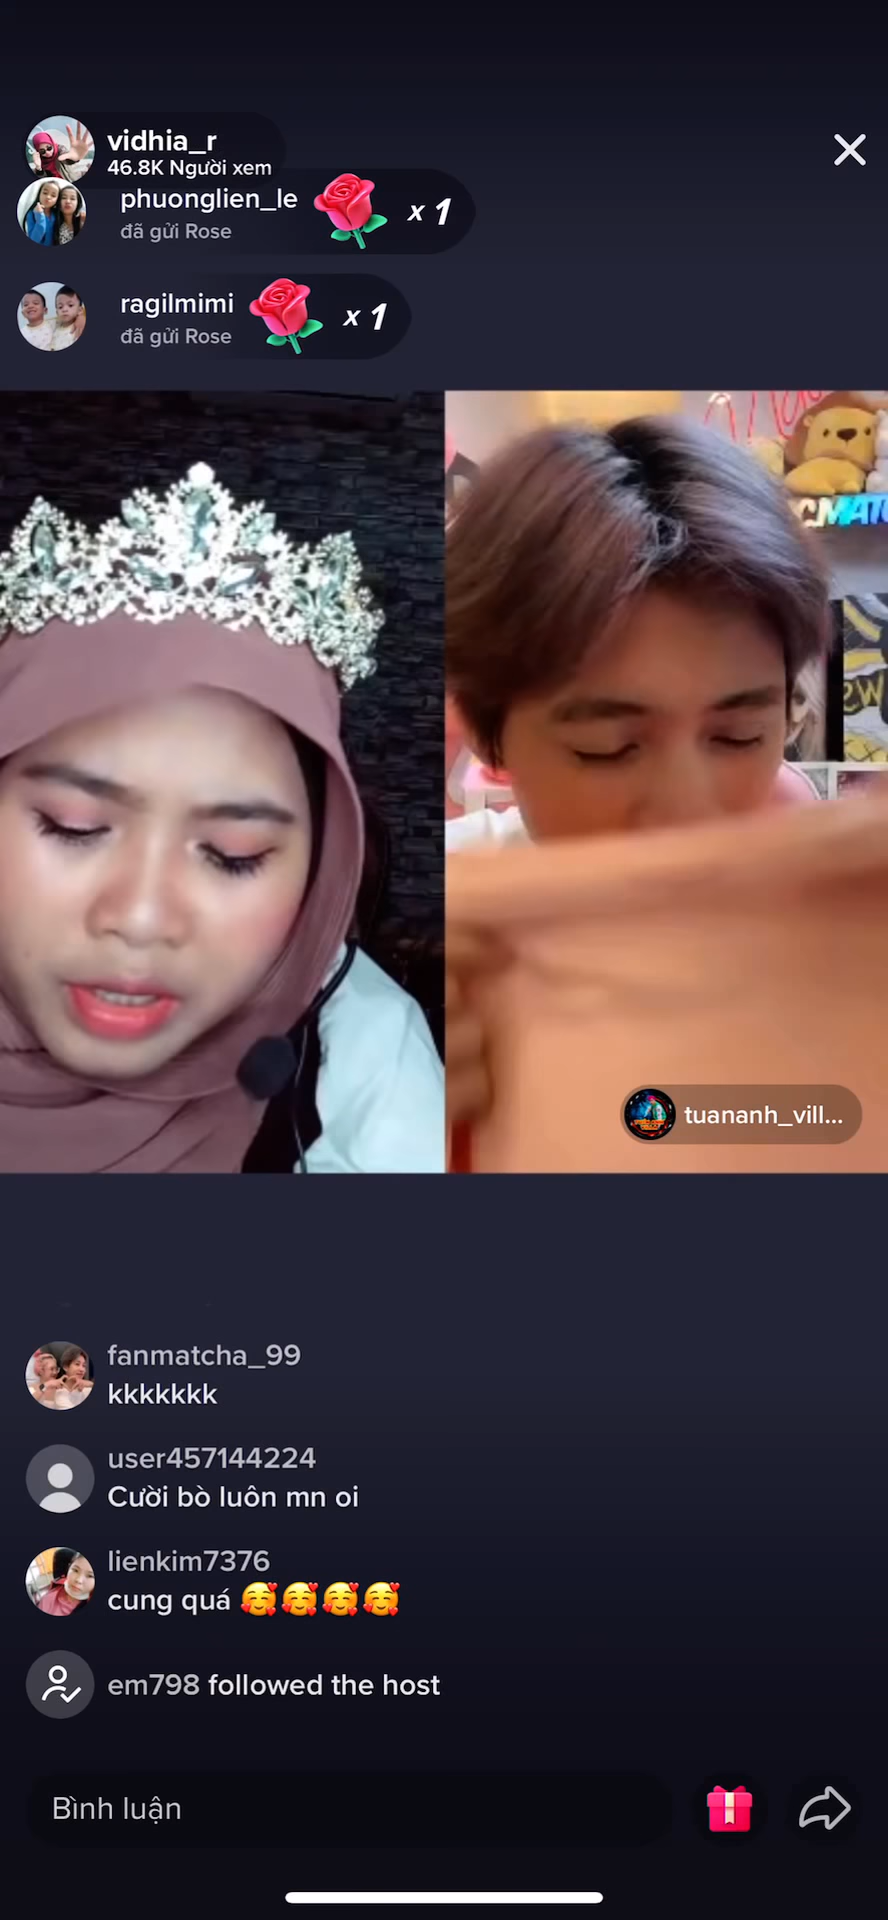 vidhia_r
46.8K Người xem
phuonglien_le
đã gửi Rose
x 1
ragilmimi
đã gửi Rose
x 1
tuananh_vill...
fanmatcha_99
kkkkkkk
user457144224
Cười bò luôn mn oi
lienkim7376
cung quá 🥰🥰🥰🥰
em798 followed the host
Bình luận